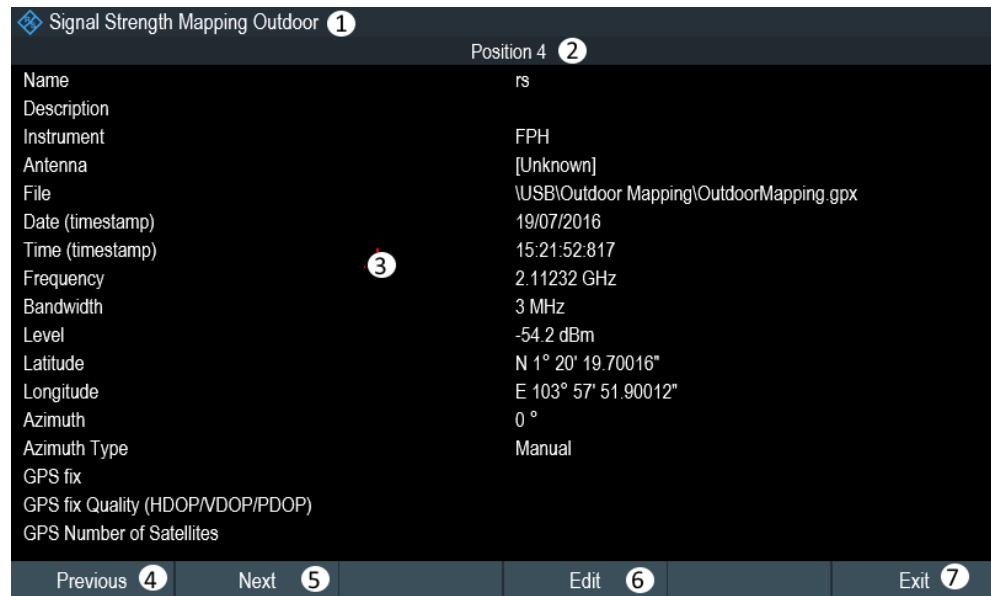 Signal Strength Mapping Outdoor 1
Position 4 2
Name rs
Description
Instrument FPH
Antenna [Unknown]
File \USB\Outdoor Mapping\OutdoorMapping.gpx
Date (timestamp) 19/07/2016
Time (timestamp) 15:21:52:817
3
Frequency 2.11232 GHz
Bandwidth 3 MHz
Level -54.2 dBm
Latitude N 1° 20' 19.70016"
Longitude E 103° 57' 51.90012"
Azimuth 0 °
Azimuth Type Manual
GPS fix
GPS fix Quality (HDOP/VDOP/PDOP)
GPS Number of Satellites
Previous 4 Next 5 Edit 6 Exit 7